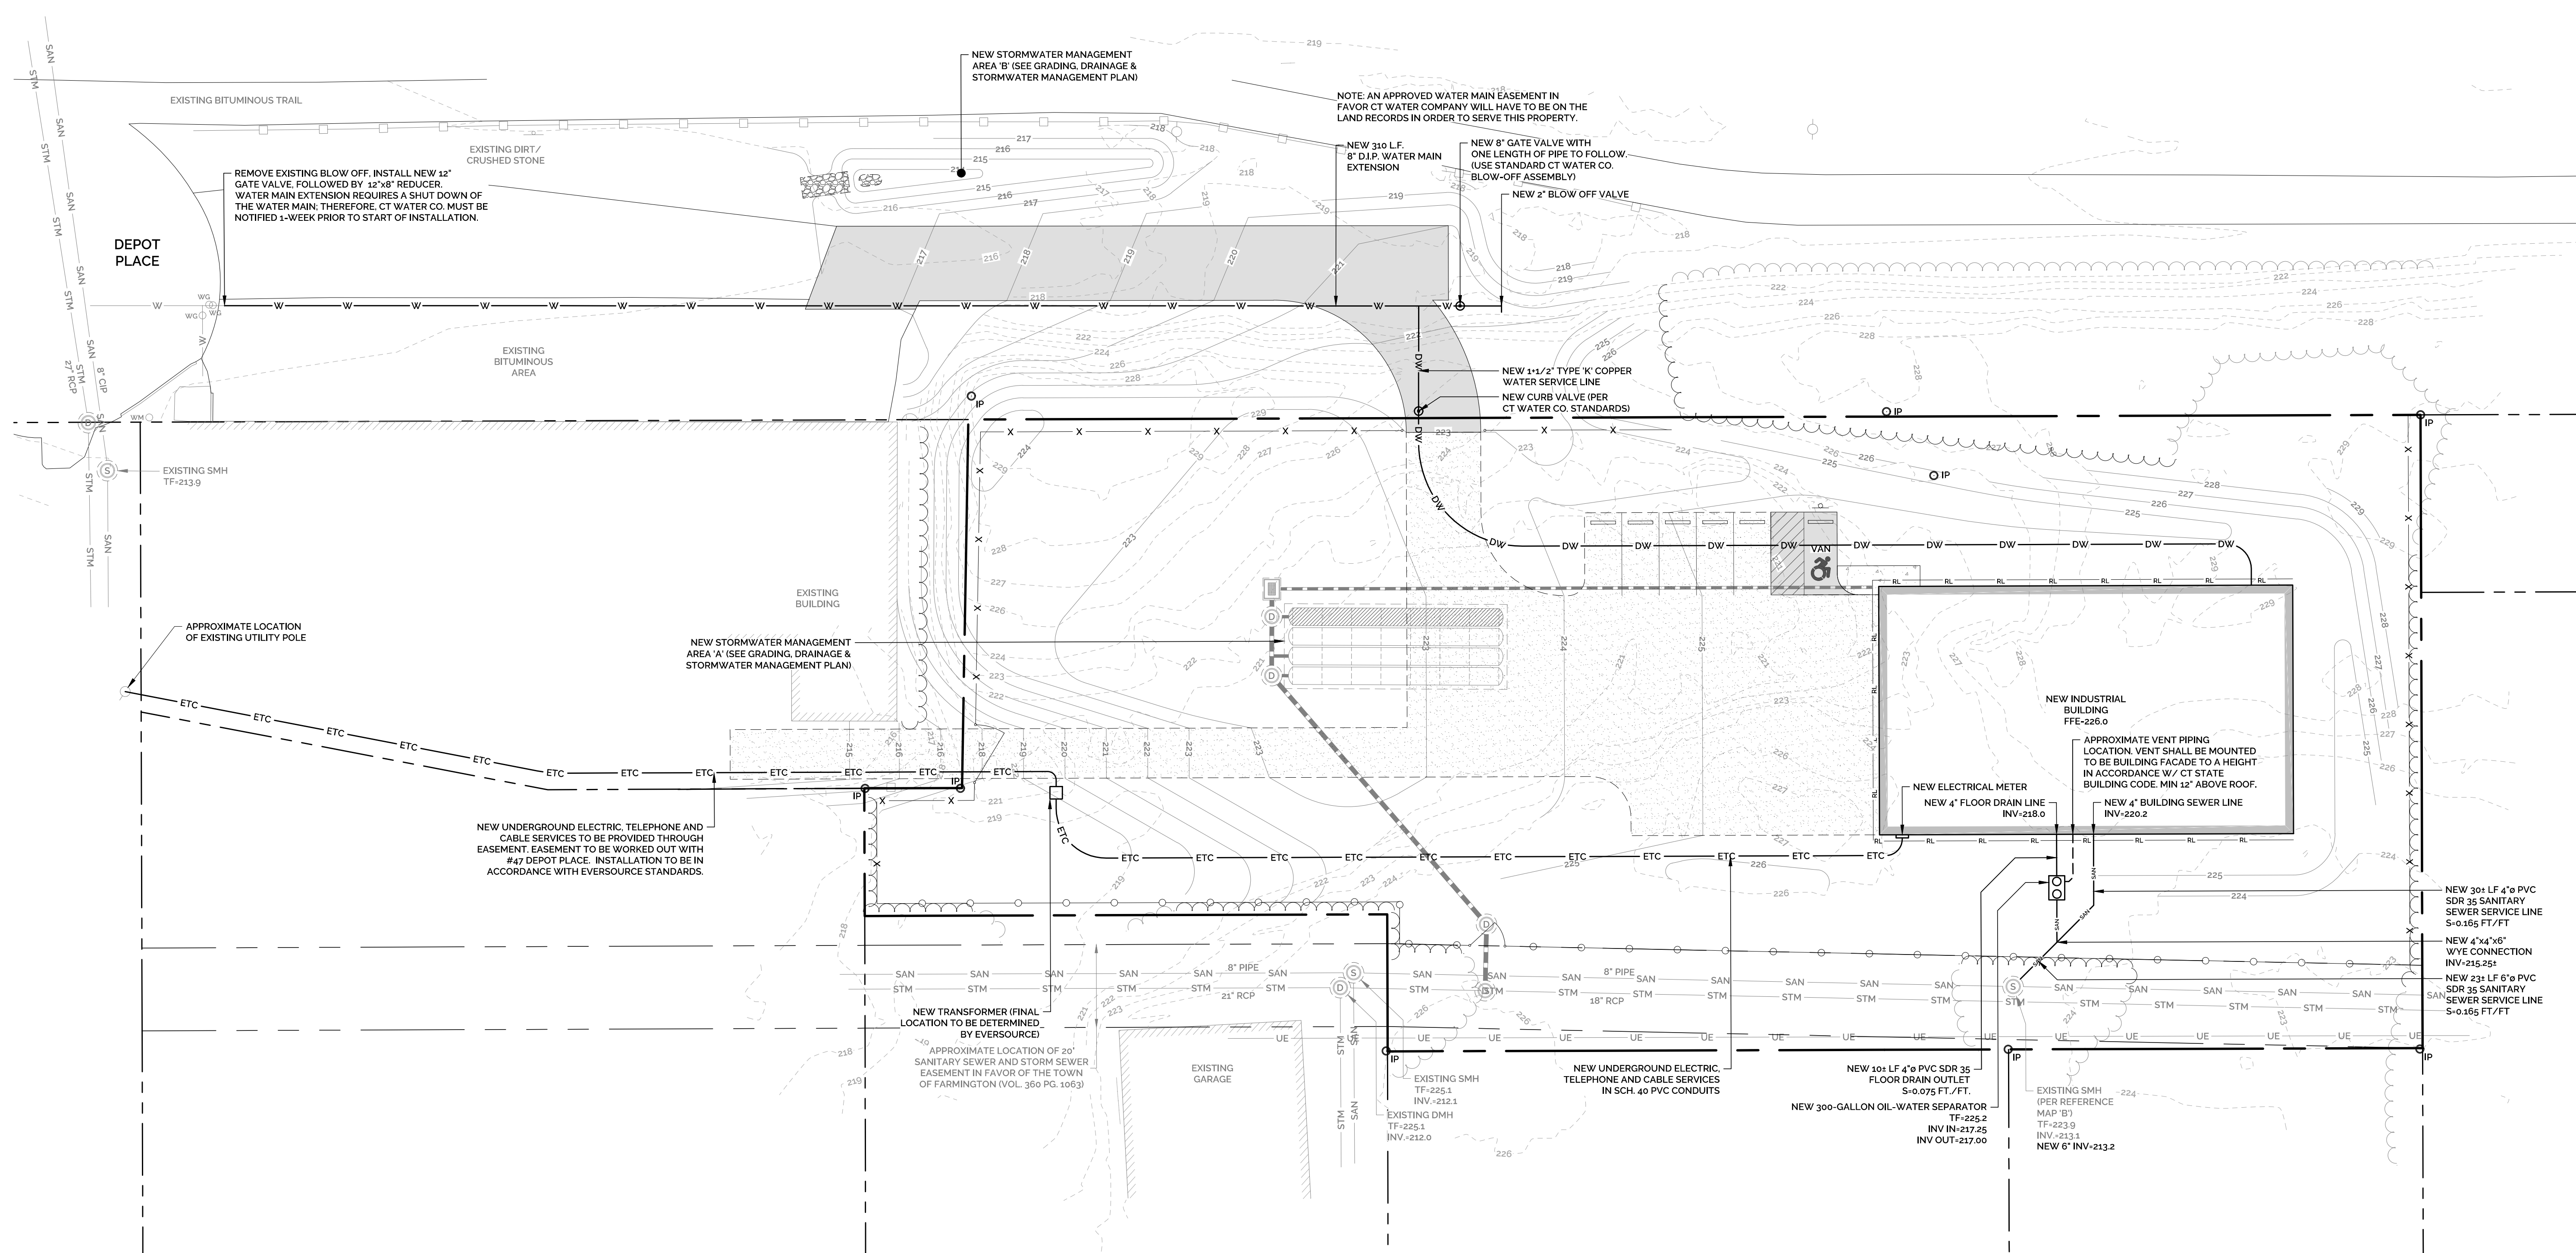 NEW STORMWATER MANAGEMENT
AREA 'B' (SEE GRADING, DRAINAGE &
STORMWATER MANAGEMENT PLAN)
EXISTING BITUMINOUS TRAIL
NOTE: AN APPROVED WATER MAIN EASEMENT IN
FAVOR CT WATER COMPANY WILL HAVE TO BE ON THE
LAND RECORDS IN ORDER TO SERVE THIS PROPERTY.
EXISTING DIRT/
CRUSHED STONE
NEW 310 L.F.
8" D.I.P. WATER MAIN
EXTENSION
NEW 8" GATE VALVE WITH
ONE LENGTH OF PIPE TO FOLLOW.
(USE STANDARD CT WATER CO.
BLOW-OFF ASSEMBLY)
NEW 2" BLOW OFF VALVE
REMOVE EXISTING BLOW OFF, INSTALL NEW 12"
GATE VALVE, FOLLOWED BY 12"x8" REDUCER.
WATER MAIN EXTENSION REQUIRES A SHUT DOWN OF
THE WATER MAIN; THEREFORE, CT WATER CO. MUST BE
NOTIFIED 1-WEEK PRIOR TO START OF INSTALLATION.
DEPOT
PLACE
EXISTING
BITUMINOUS
AREA
27" RCP
8" CIP
NEW 1+1/2" TYPE 'K' COPPER
WATER SERVICE LINE
NEW CURB VALVE (PER
CT WATER CO. STANDARDS)
EXISTING SMH
TF=213.9
VAN
EXISTING
BUILDING
APPROXIMATE LOCATION
OF EXISTING UTILITY POLE
NEW STORMWATER MANAGEMENT
AREA 'A' (SEE GRADING, DRAINAGE &
STORMWATER MANAGEMENT PLAN)
NEW INDUSTRIAL
BUILDING
FFE=226.0
APPROXIMATE VENT PIPING
LOCATION. VENT SHALL BE MOUNTED
TO BE BUILDING FACADE TO A HEIGHT
IN ACCORDANCE W/ CT STATE
BUILDING CODE. MIN 12" ABOVE ROOF.
NEW ELECTRICAL METER
NEW 4" FLOOR DRAIN LINE
INV=218.0
NEW 4" BUILDING SEWER LINE
INV=220.2
NEW UNDERGROUND ELECTRIC, TELEPHONE AND
CABLE SERVICES TO BE PROVIDED THROUGH
EASEMENT. EASEMENT TO BE WORKED OUT WITH
#47 DEPOT PLACE. INSTALLATION TO BE IN
ACCORDANCE WITH EVERSOURCE STANDARDS.
NEW 30± LF 4"ø PVC
SDR 35 SANITARY
SEWER SERVICE LINE
S=0.165 FT/FT
NEW 4"x4"x6"
WYE CONNECTION
INV=215.25±
NEW 23± LF 6"ø PVC
SDR 35 SANITARY
SEWER SERVICE LINE
S=0.165 FT/FT
8" PIPE
21" RCP
8" PIPE
18" RCP
NEW TRANSFORMER (FINAL
LOCATION TO BE DETERMINED
BY EVERSOURCE)
APPROXIMATE LOCATION OF 20'
SANITARY SEWER AND STORM SEWER
EASEMENT IN FAVOR OF THE TOWN
OF FARMINGTON (VOL. 360 PG. 1063)
EXISTING
GARAGE
EXISTING SMH
TF=225.1
INV.=212.1
EXISTING DMH
TF=225.1
INV.=212.0
NEW UNDERGROUND ELECTRIC,
TELEPHONE AND CABLE SERVICES
IN SCH. 40 PVC CONDUITS
NEW 10± LF 4"ø PVC SDR 35
FLOOR DRAIN OUTLET
S=0.075 FT./FT.
NEW 300-GALLON OIL-WATER SEPARATOR
TF=225.2
INV IN=217.25
INV OUT=217.00
EXISTING SMH
(PER REFERENCE
MAP 'B')
TF=223.9
INV.=213.1
NEW 6" INV=213.2